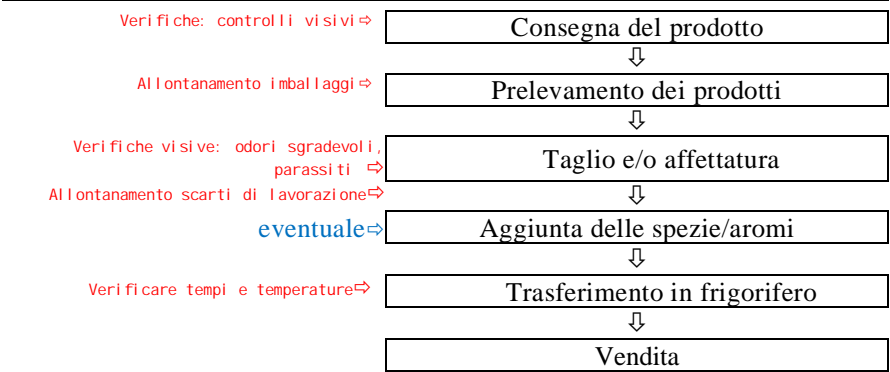 Verifiche: controlli visivi⇨
Consegna del prodotto
⇩
Allontanamento imballaggi⇨
Prelevamento dei prodotti
⇩
Verifiche visive: odori sgradevoli,
parassiti ⇨
Taglio e/o affettatura
Allontanamento scarti di lavorazione⇨
⇩
eventuale⇨
Aggiunta delle spezie/aromi
⇩
Verificare tempi e temperature⇨
Trasferimento in frigorifero
⇩
Vendita